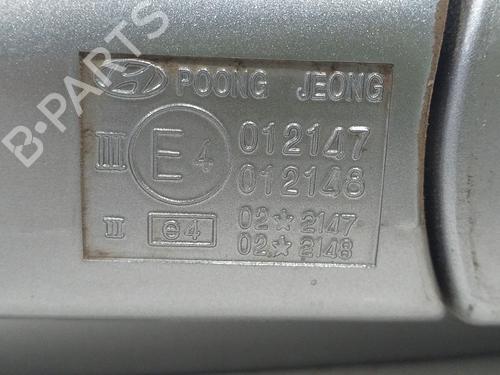 POONG JEONG
III E4 012147
012148
II e4 02*2147
02*2148
B-PARTS